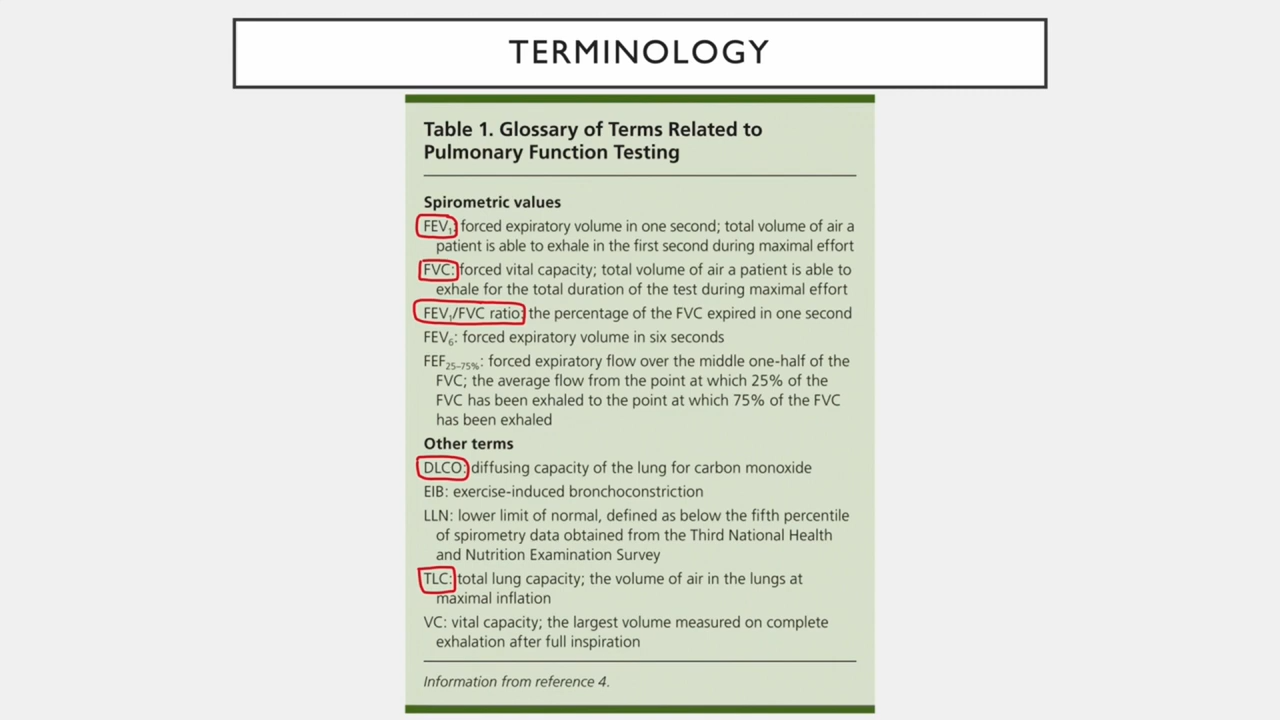 TERMINOLOGY
Table 1. Glossary of Terms Related to
Pulmonary Function Testing
Spirometric values
FEV₁: forced expiratory volume in one second; total volume of air a
patient is able to exhale in the first second during maximal effort
FVC: forced vital capacity; total volume of air a patient is able to
exhale for the total duration of the test during maximal effort
FEV₁/FVC ratio: the percentage of the FVC expired in one second
FEV₆: forced expiratory volume in six seconds
FEF₂₅₋₇₅%: forced expiratory flow over the middle one-half of the
FVC; the average flow from the point at which 25% of the
FVC has been exhaled to the point at which 75% of the FVC
has been exhaled
Other terms
DLCO: diffusing capacity of the lung for carbon monoxide
EIB: exercise-induced bronchoconstriction
LLN: lower limit of normal, defined as below the fifth percentile
of spirometry data obtained from the Third National Health
and Nutrition Examination Survey
TLC: total lung capacity; the volume of air in the lungs at
maximal inflation
VC: vital capacity; the largest volume measured on complete
exhalation after full inspiration
Information from reference 4.